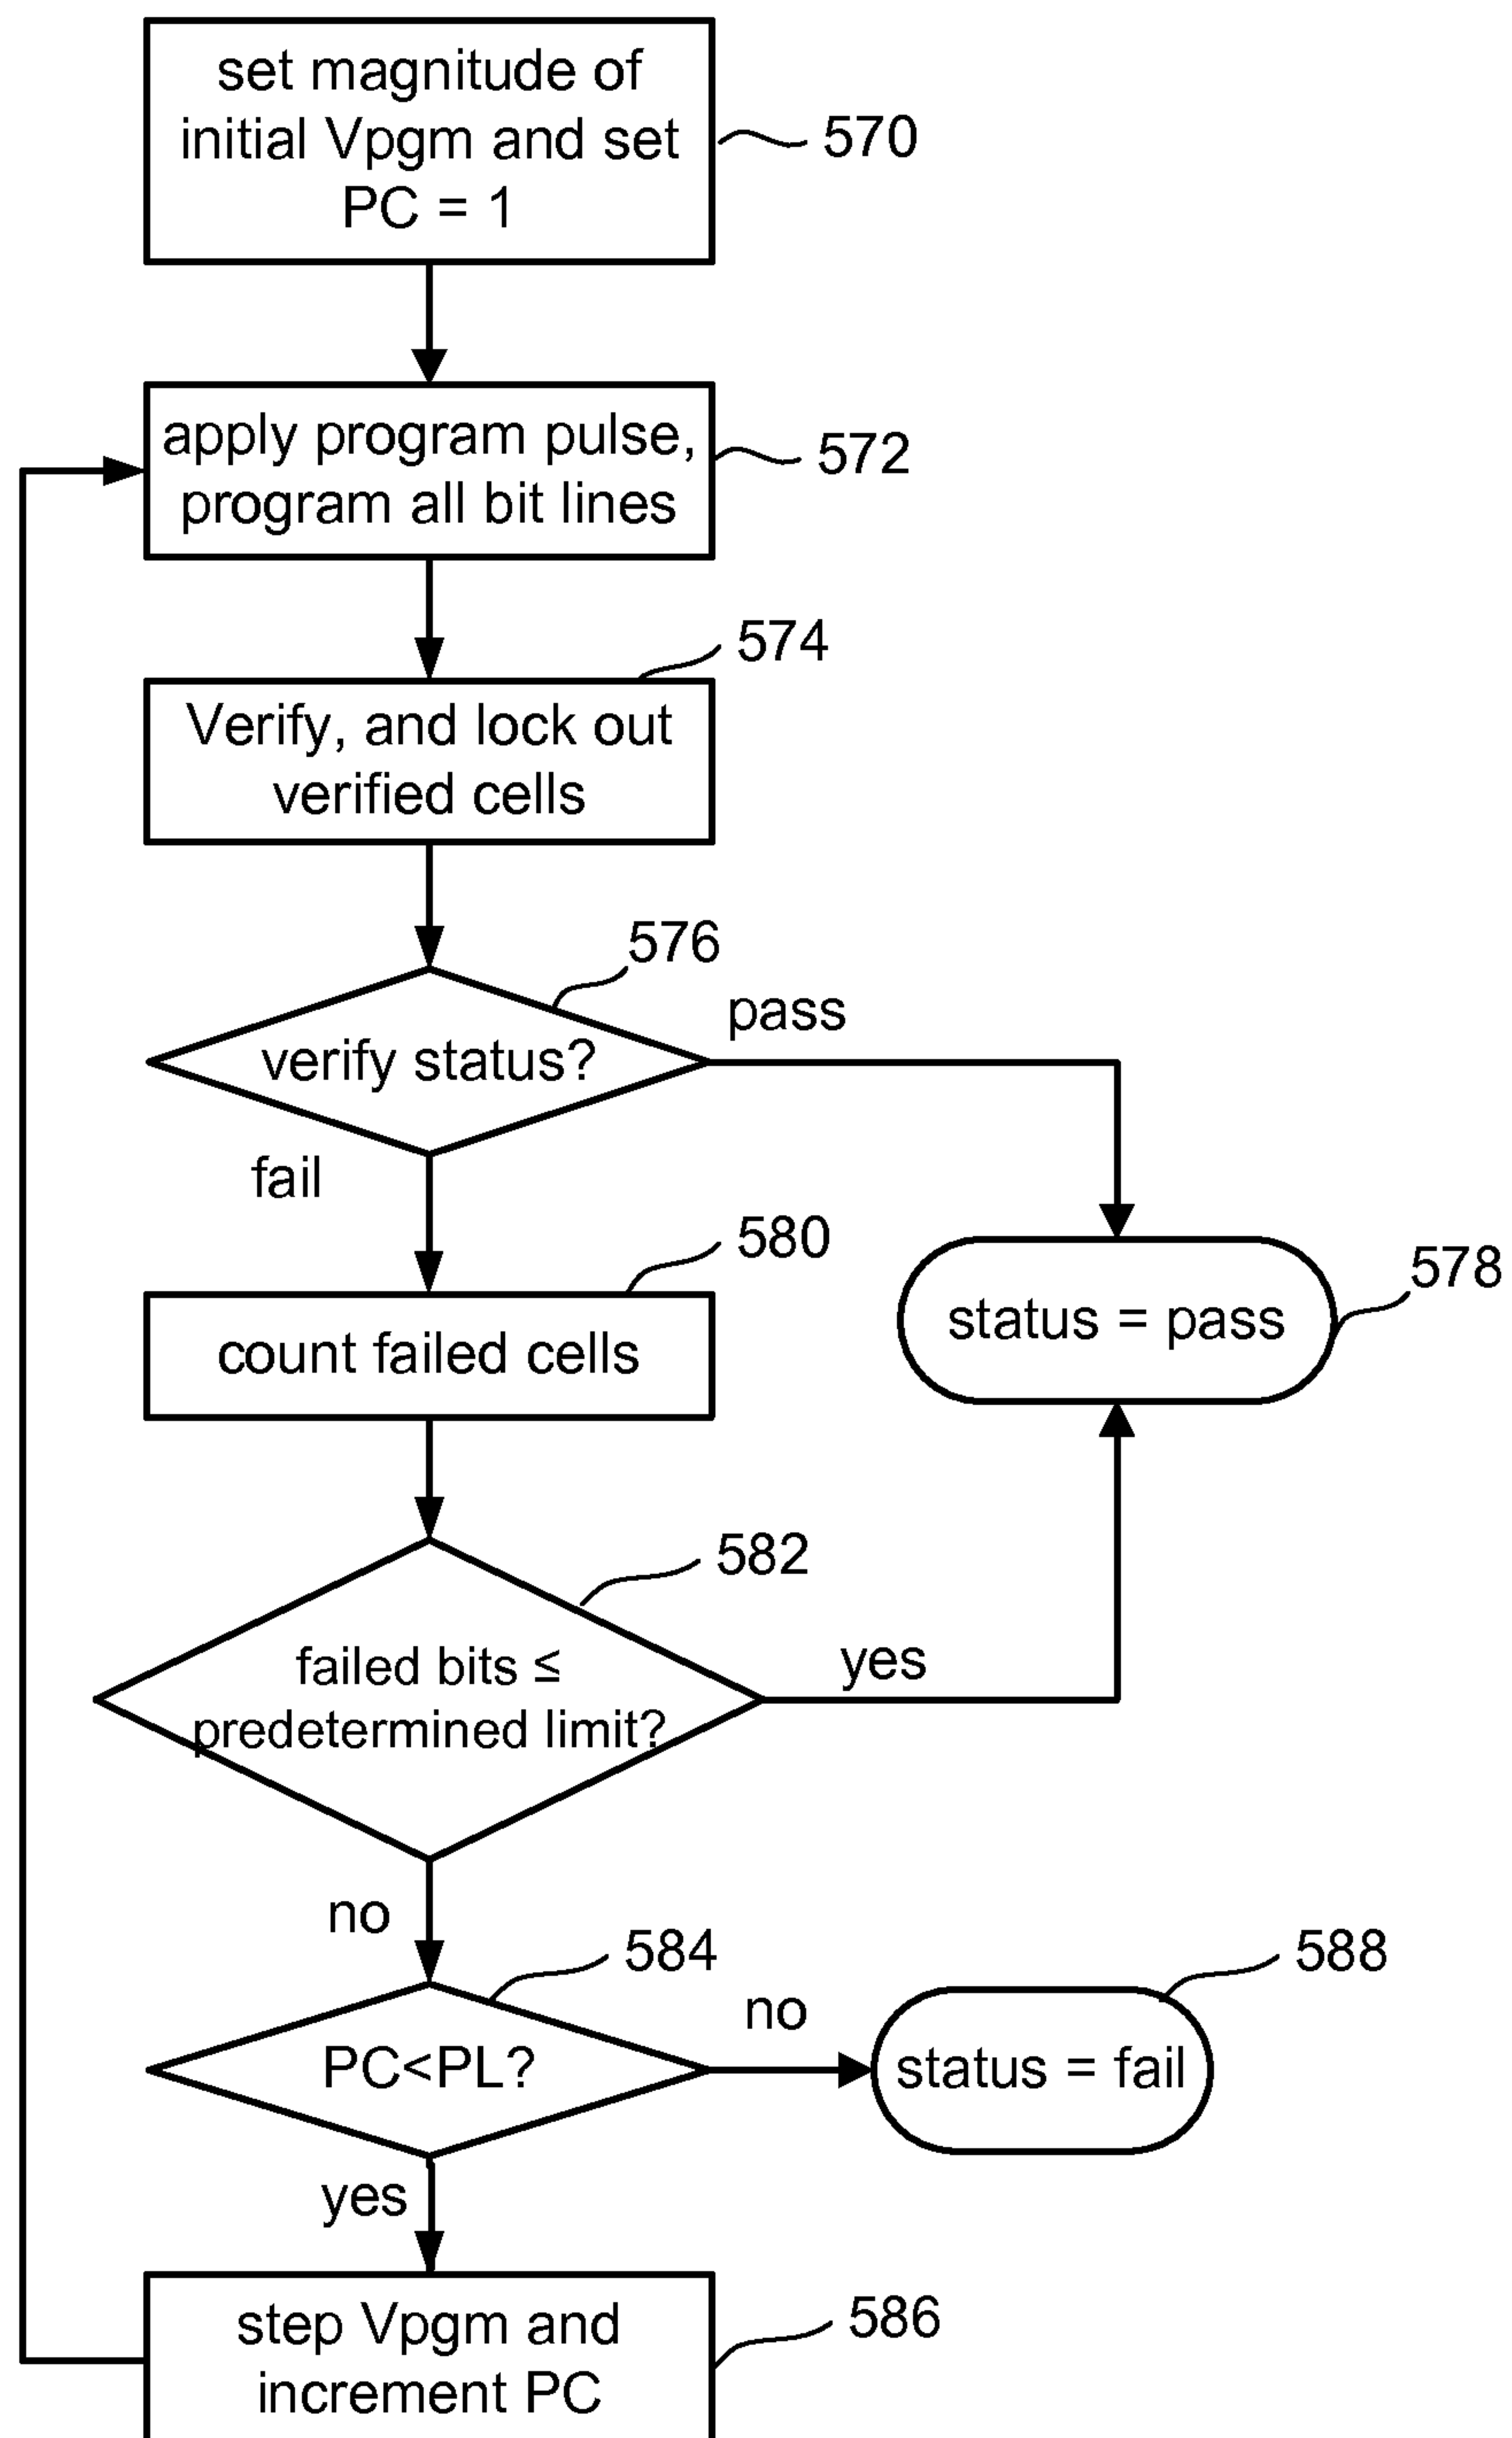 set magnitude of
initial Vpgm and set
PC = 1
570
apply program pulse,
program all bit lines
572
574
Verify, and lock out
verified cells
576
pass
verify status?
fail
580
578
status = pass
count failed cells
582
failed bits ≤
predetermined limit?
yes
no
584
588
no
PC<PL?
status = fail
yes
step Vpgm and
increment PC
586